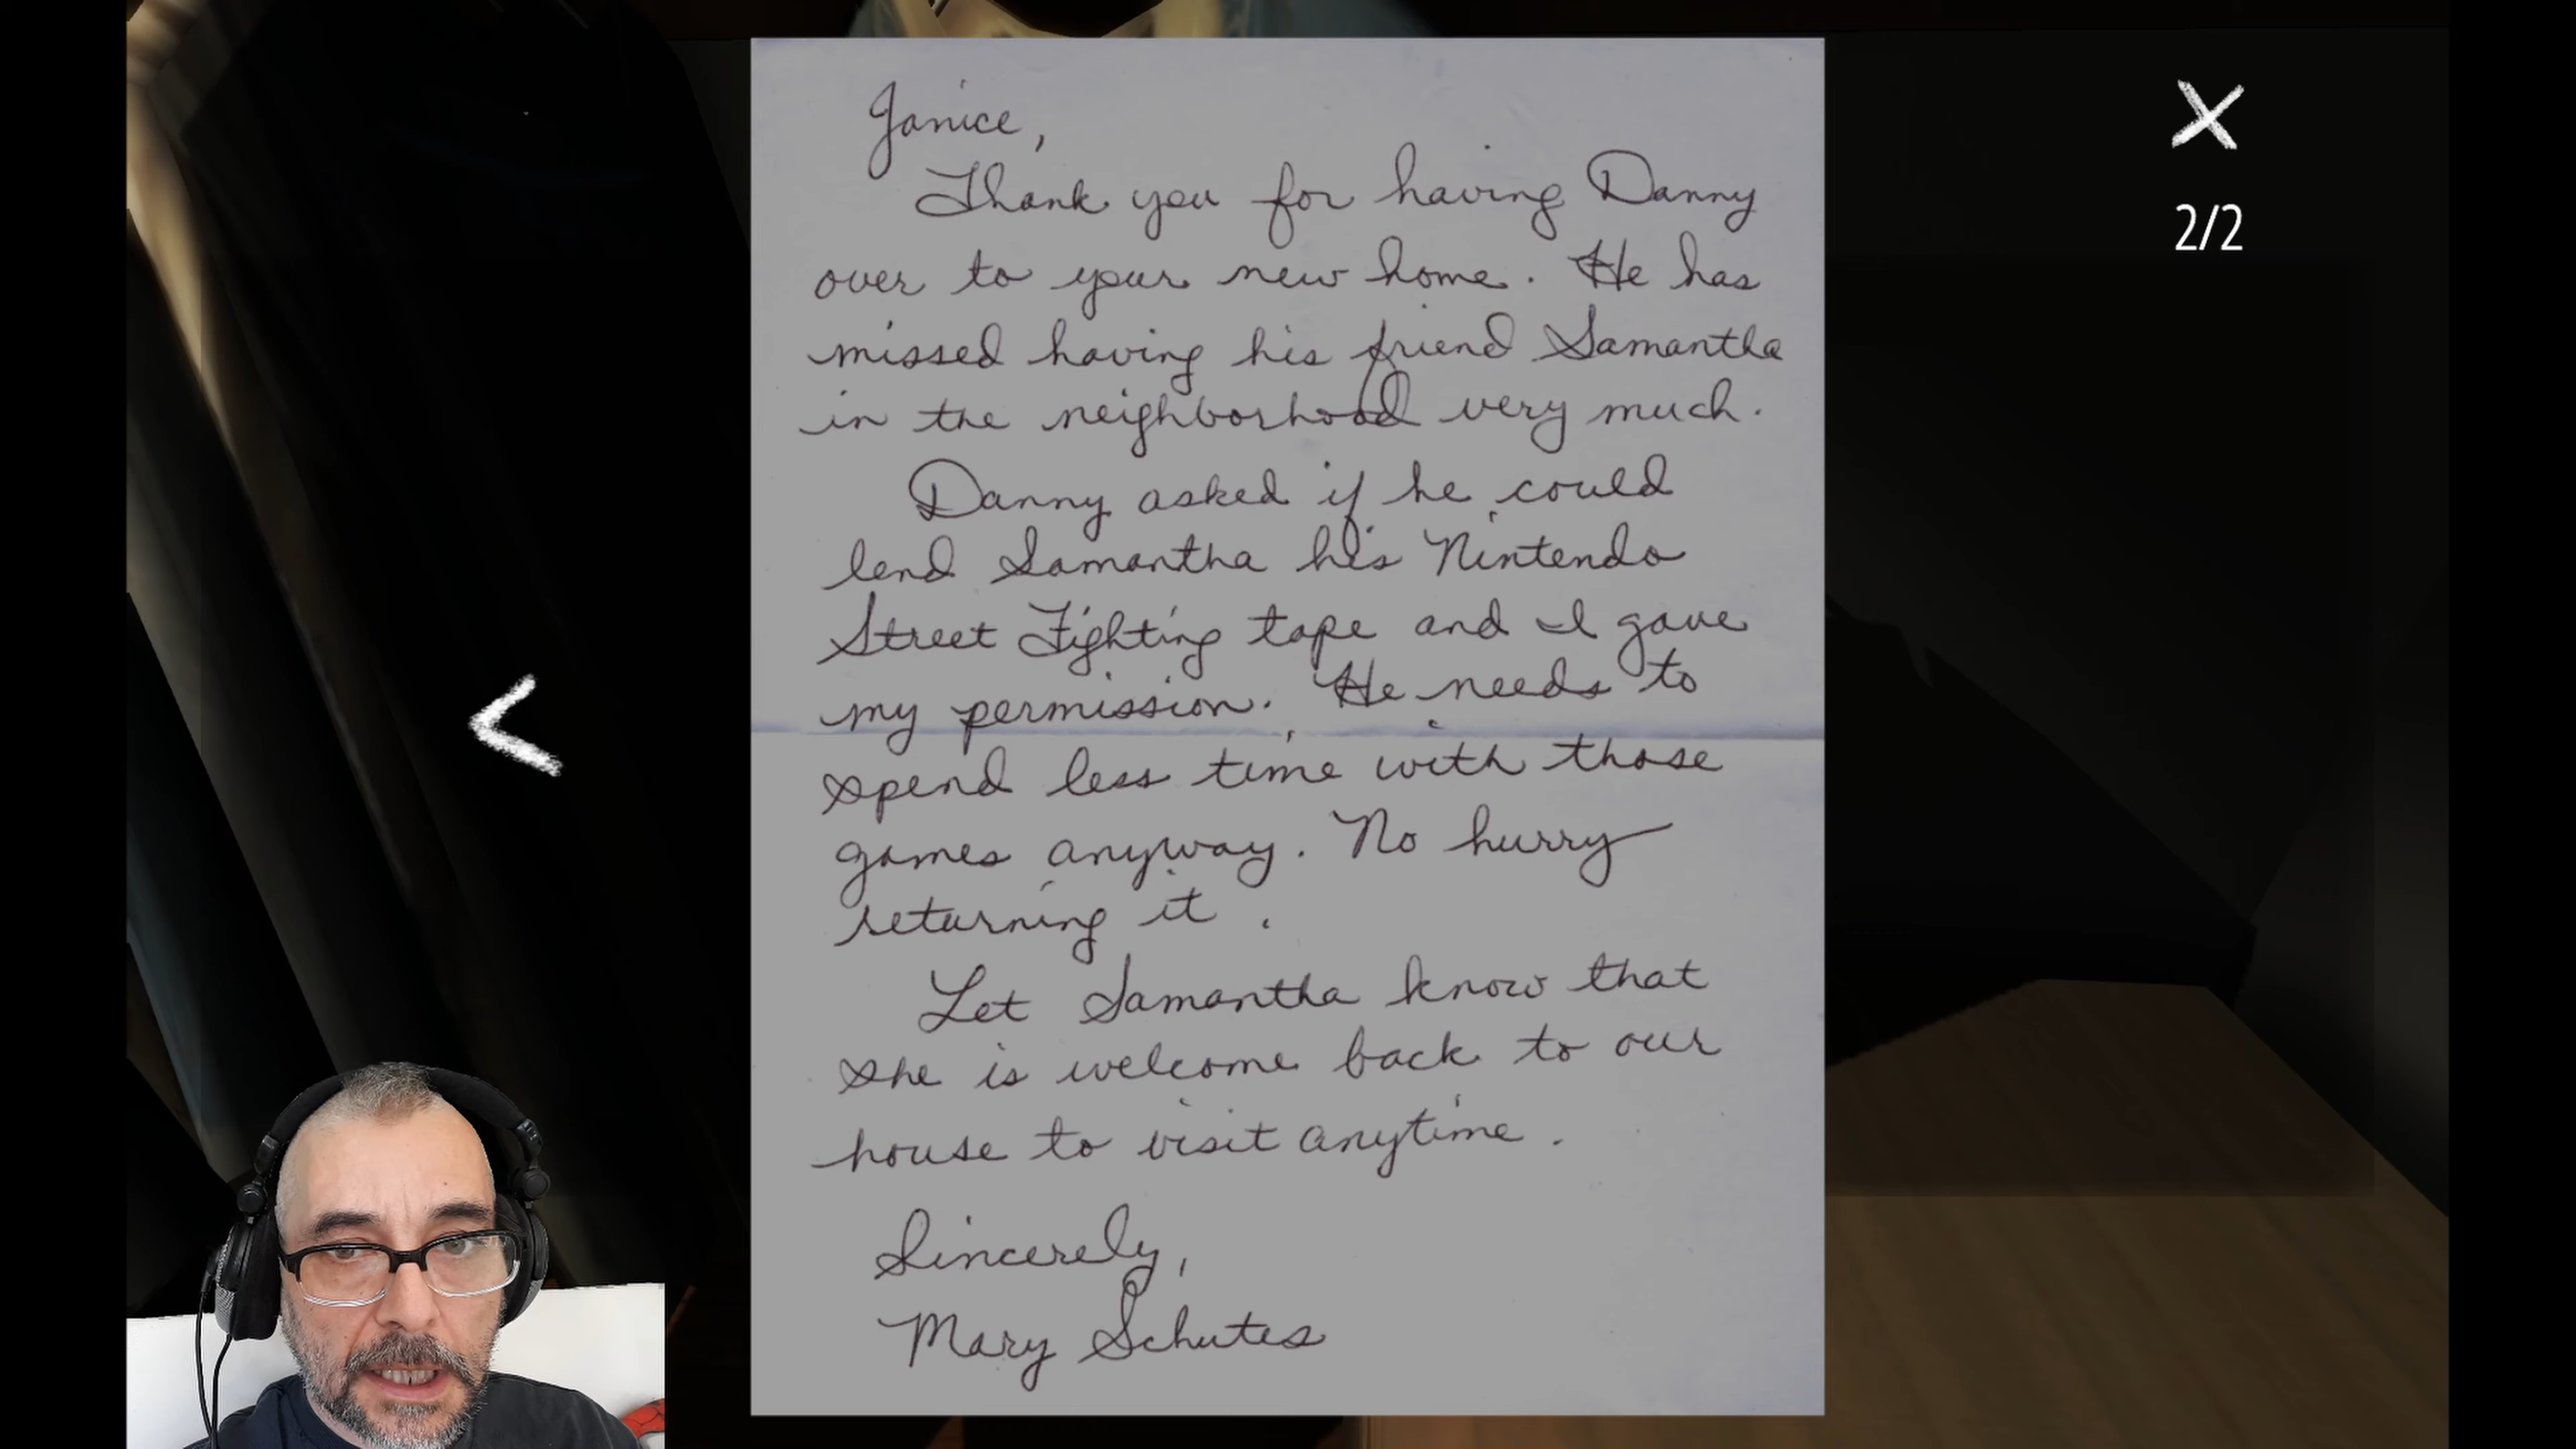 Janice,
Thank you for having Danny
over to your new home. He has
missed having his friend Samantha
in the neighborhood very much.
Danny asked if he could
lend Samantha his Nintendo
Street Fighting tape and I gave
my permission. He needs to
spend less time with those
games anyway. No hurry
returning it.
Let Samantha know that
she is welcome back to our
house to visit anytime.
Sincerely,
Mary Schutes
2/2